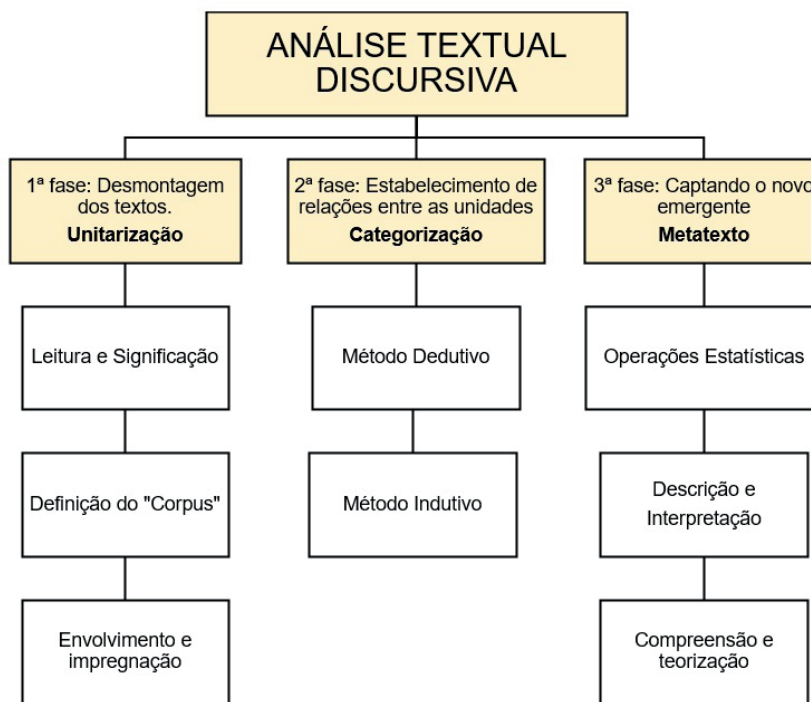 ANÁLISE TEXTUAL
DISCURSIVA
1ª fase: Desmontagem
dos textos.
Unitarização
2ª fase: Estabelecimento de
relações entre as unidades
Categorização
3ª fase: Captando o novo
emergente
Metatexto
Leitura e Significação
Método Dedutivo
Operações Estatísticas
Definição do "Corpus"
Método Indutivo
Descrição e
Interpretação
Envolvimento e
impregnação
Compreensão e
teorização